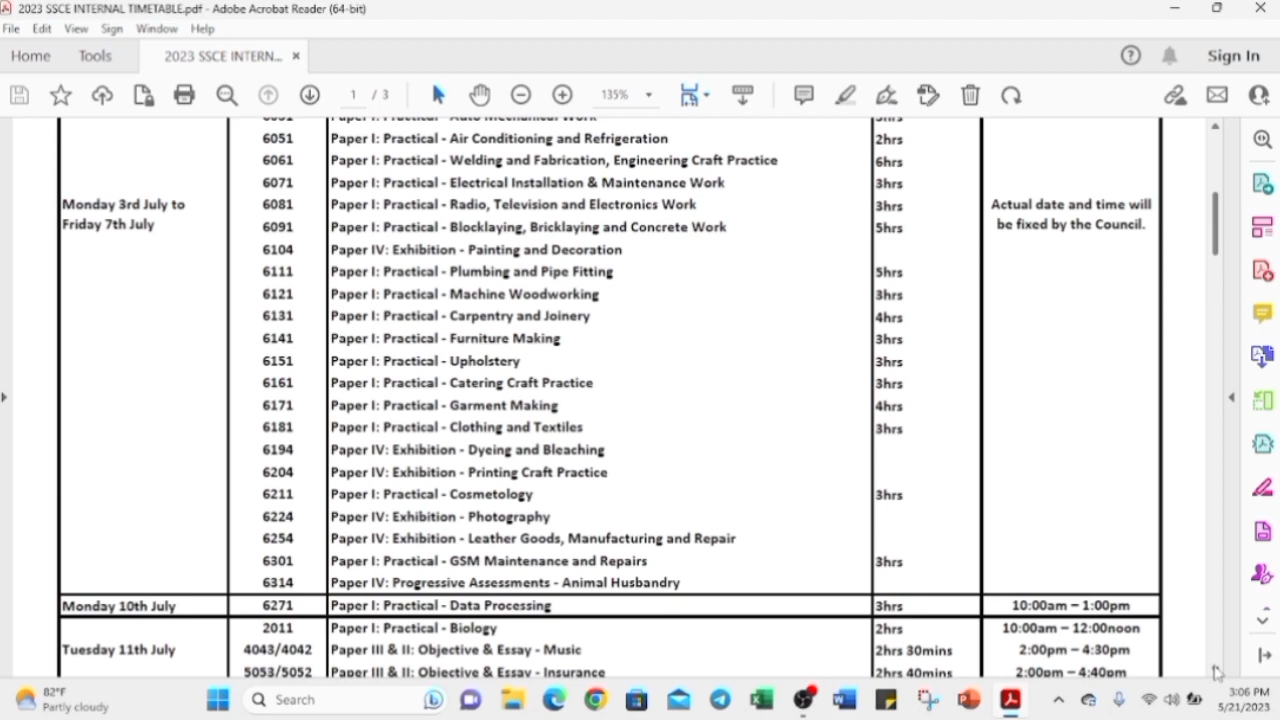 2023 SSCE INTERNAL TIMETABLE.pdf - Adobe Acrobat Reader (64-bit)
File Edit View Sign Window Help
Home Tools 2023 SSCE INTERN... × Sign In
1 / 3 135%
Paper I: Practical - Auto Mechanical Work
6051 Paper I: Practical - Air Conditioning and Refrigeration 2hrs
6061 Paper I: Practical - Welding and Fabrication, Engineering Craft Practice 6hrs
6071 Paper I: Practical - Electrical Installation & Maintenance Work 3hrs
Monday 3rd July to 6081 Paper I: Practical - Radio, Television and Electronics Work 3hrs Actual date and time will
Friday 7th July 6091 Paper I: Practical - Blocklaying, Bricklaying and Concrete Work 5hrs be fixed by the Council.
6104 Paper IV: Exhibition - Painting and Decoration
6111 Paper I: Practical - Plumbing and Pipe Fitting 5hrs
6121 Paper I: Practical - Machine Woodworking 3hrs
6131 Paper I: Practical - Carpentry and Joinery 4hrs
6141 Paper I: Practical - Furniture Making 3hrs
6151 Paper I: Practical - Upholstery 3hrs
6161 Paper I: Practical - Catering Craft Practice 3hrs
6171 Paper I: Practical - Garment Making 4hrs
6181 Paper I: Practical - Clothing and Textiles 3hrs
6194 Paper IV: Exhibition - Dyeing and Bleaching
6204 Paper IV: Exhibition - Printing Craft Practice
6211 Paper I: Practical - Cosmetology 3hrs
6224 Paper IV: Exhibition - Photography
6254 Paper IV: Exhibition - Leather Goods, Manufacturing and Repair
6301 Paper I: Practical - GSM Maintenance and Repairs 3hrs
6314 Paper IV: Progressive Assessments - Animal Husbandry
Monday 10th July 6271 Paper I: Practical - Data Processing 3hrs 10:00am – 1:00pm
2011 Paper I: Practical - Biology 2hrs 10:00am – 12:00noon
Tuesday 11th July 4043/4042 Paper III & II: Objective & Essay - Music 2hrs 30mins 2:00pm – 4:30pm
5053/5052 Paper III & II: Objective & Essay - Insurance 2hrs 40mins 2:00pm – 4:40pm
82°F
Partly cloudy
Search
3:06 PM
5/21/2023